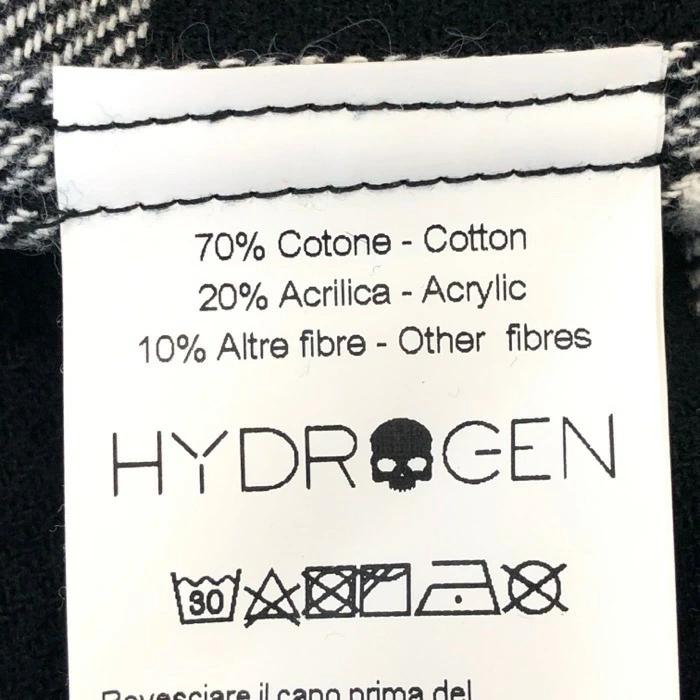 70% Cotone - Cotton
20% Acrilica - Acrylic
10% Altre fibre - Other fibres
HYDROGEN
30
Rovesciare il capo prima del